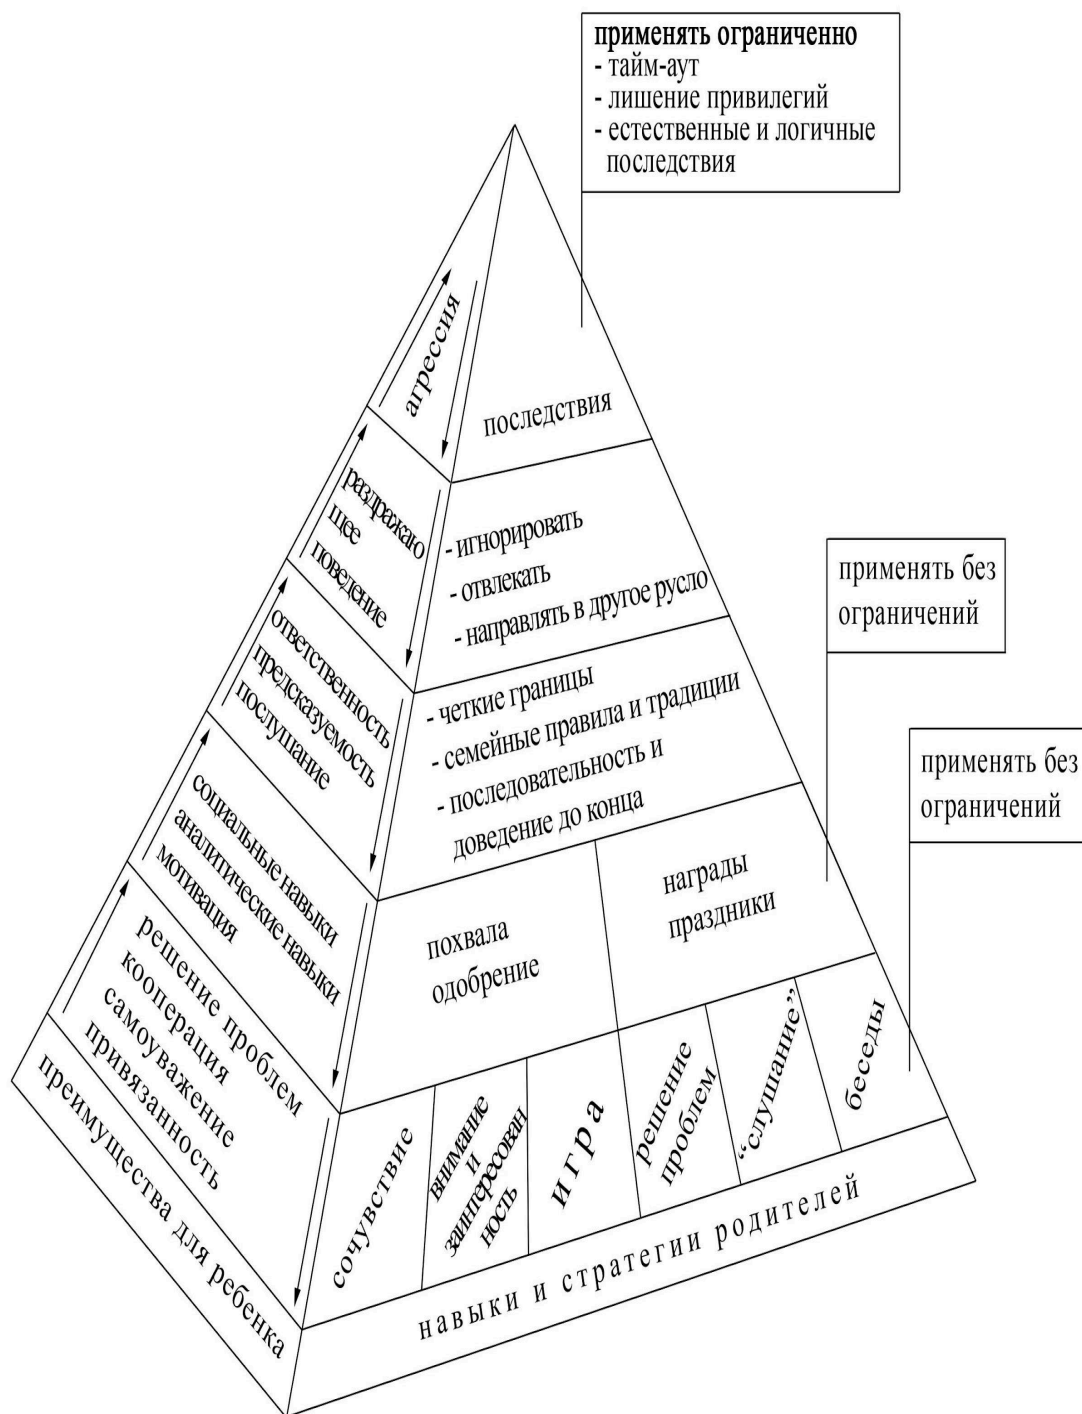 применять ограниченно
- тайм-аут
- лишение привилегий
- естественные и логичные
последствия
агрессия
последствия
раздражаю
щее
поведение
- игнорировать
- отвлекать
- направлять в другое русло
применять без
ограничений
ответственность
предсказуемость
послушание
- четкие границы
- семейные правила и традиции
- последовательность и
доведение до конца
применять без
ограничений
социальные навыки
аналитические навыки
мотивация
похвала
одобрение
награды
праздники
решение проблем
кооперация
самоуважение
привязанность
сочувствие
внимание
и
заинтересован
ность
игра
решение
проблем
“слушание”
беседы
преимущества для ребенка
навыки и стратегии родителей